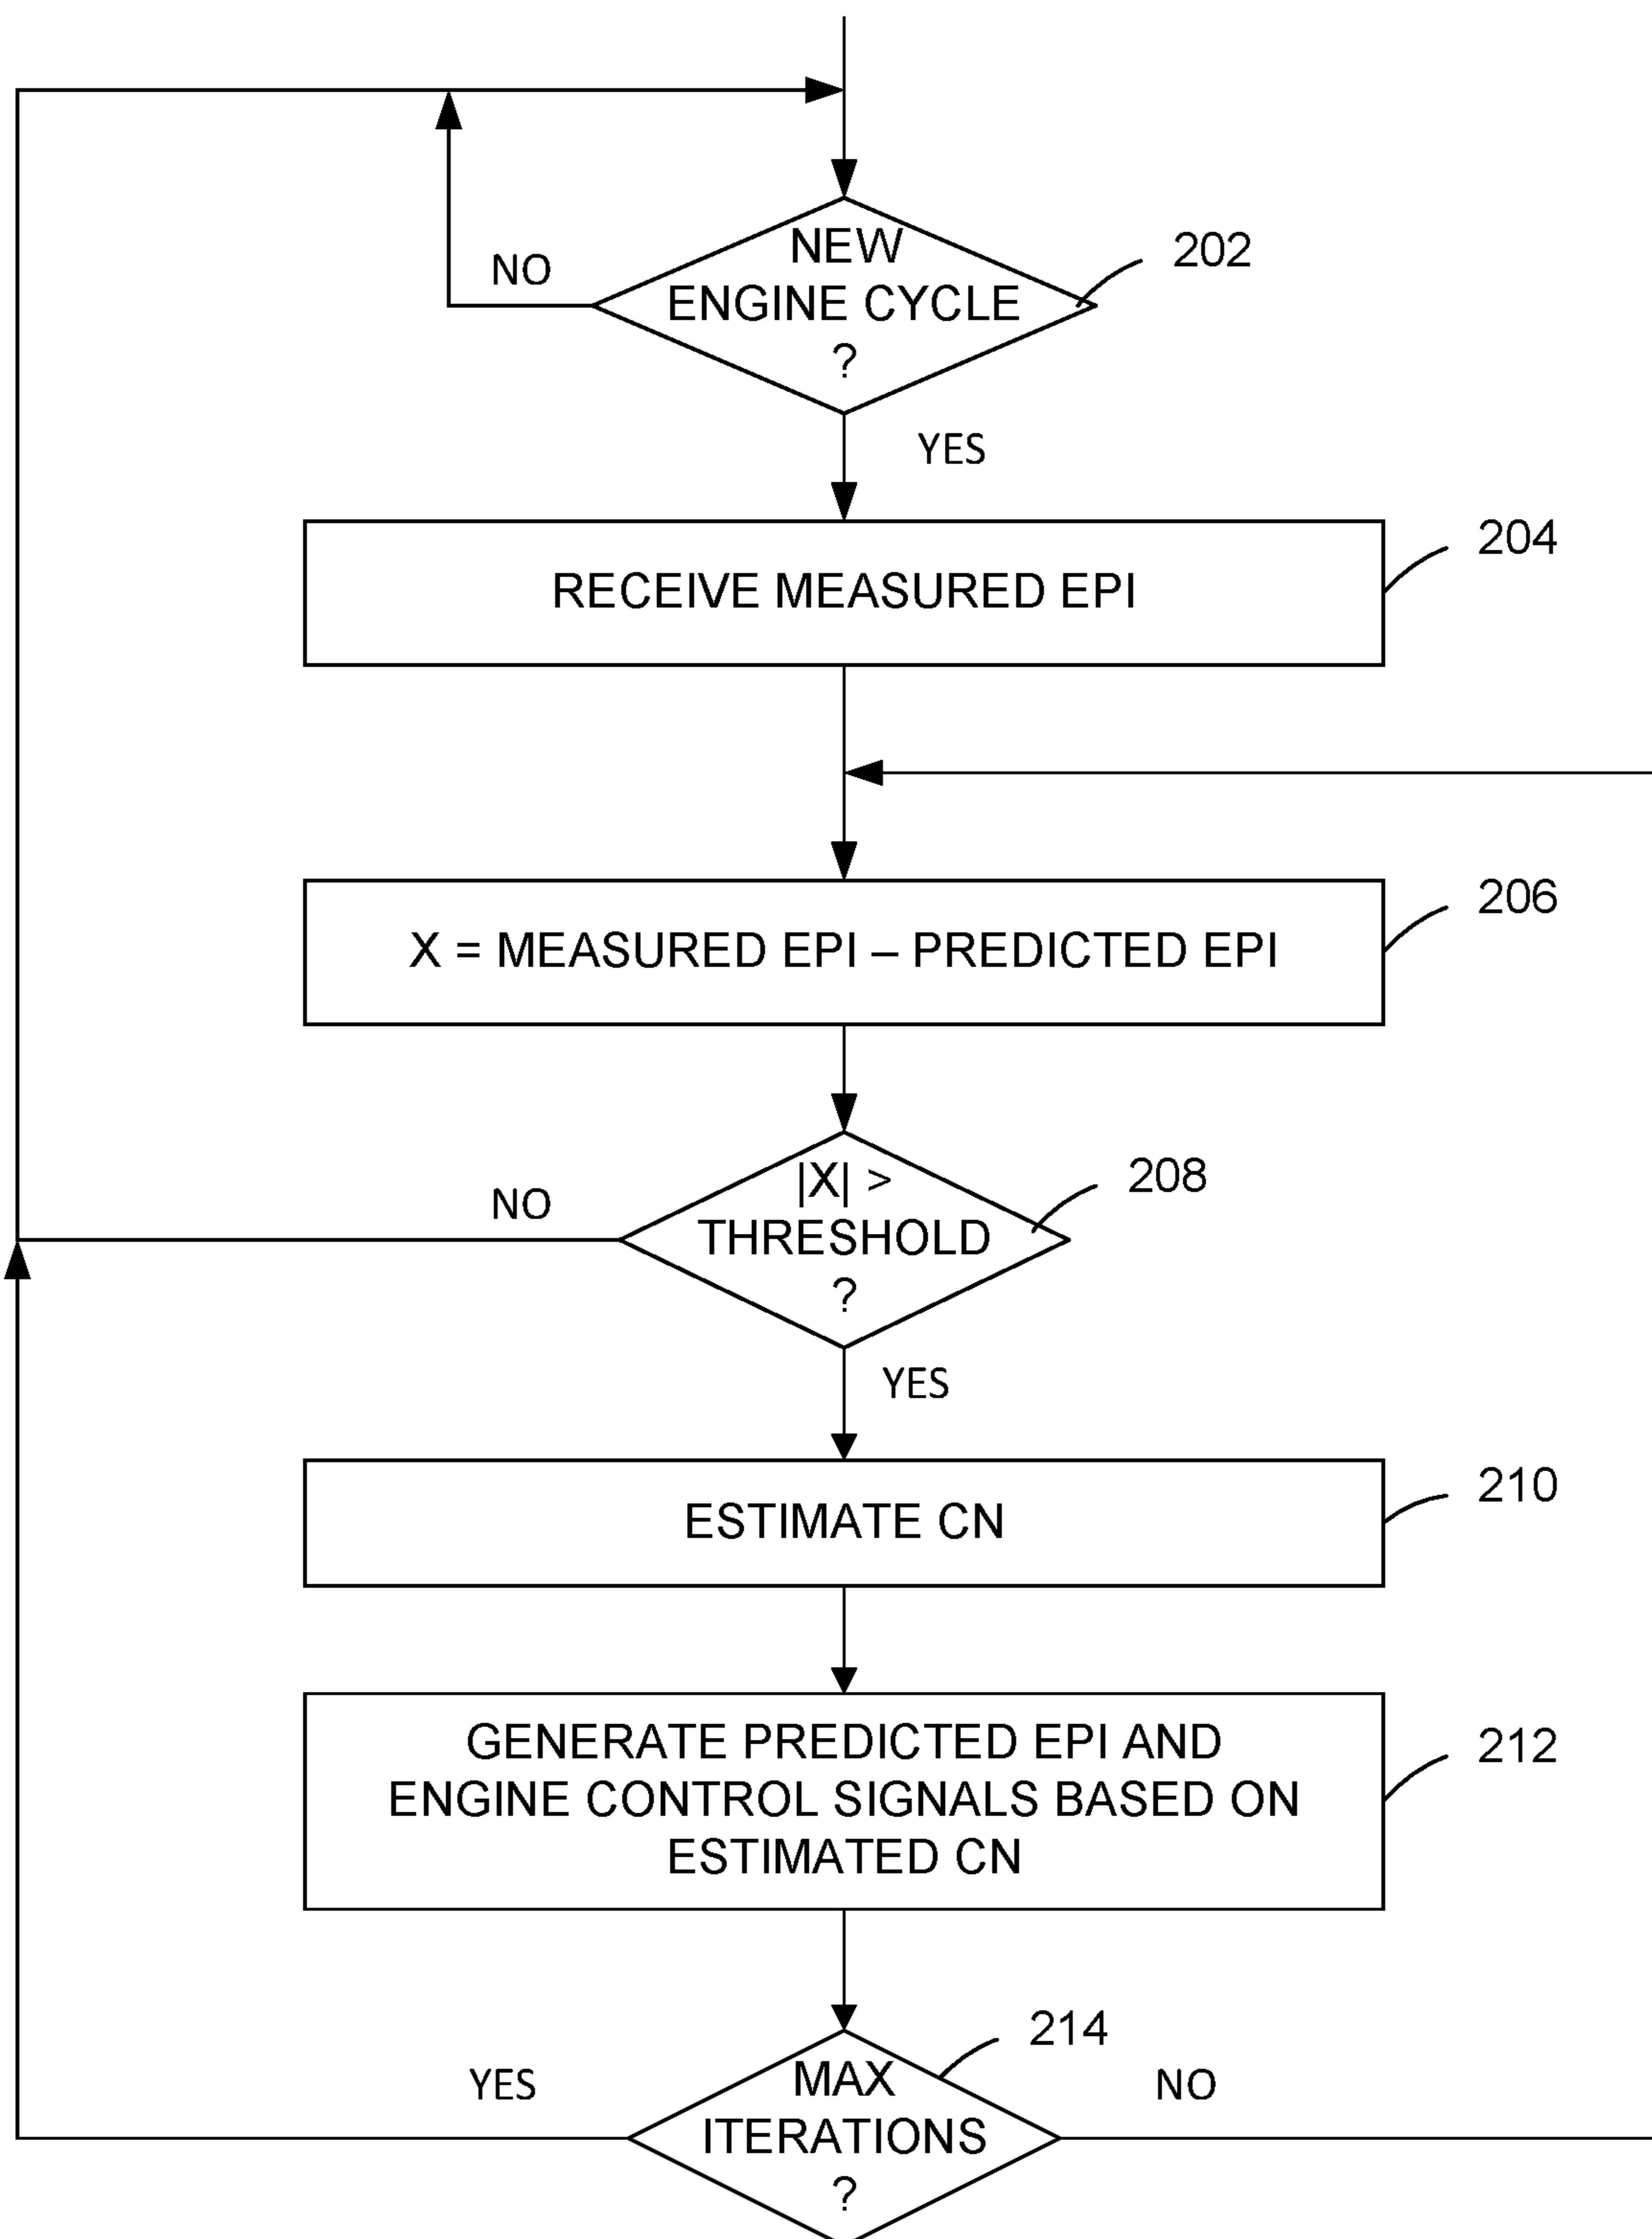 NEW
ENGINE CYCLE
?
202
NO
YES
RECEIVE MEASURED EPI
204
X = MEASURED EPI – PREDICTED EPI
206
|X| >
THRESHOLD
?
208
NO
YES
ESTIMATE CN
210
GENERATE PREDICTED EPI AND
ENGINE CONTROL SIGNALS BASED ON
ESTIMATED CN
212
MAX
ITERATIONS
?
214
YES
NO